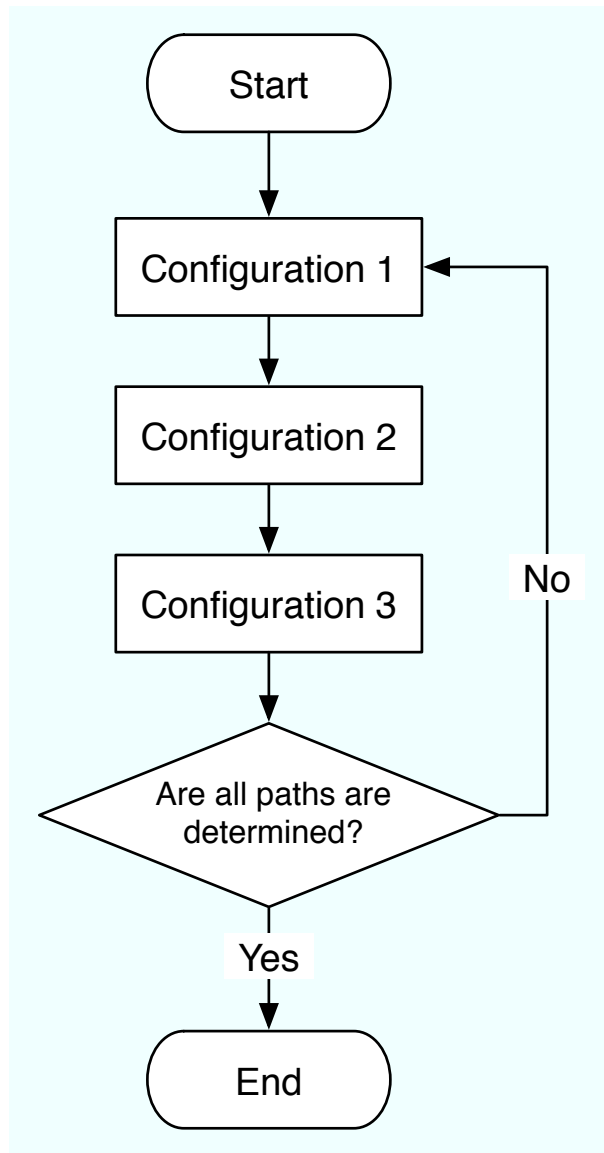 Start
Configuration 1
Configuration 2
Configuration 3
No
Are all paths are
determined?
Yes
End